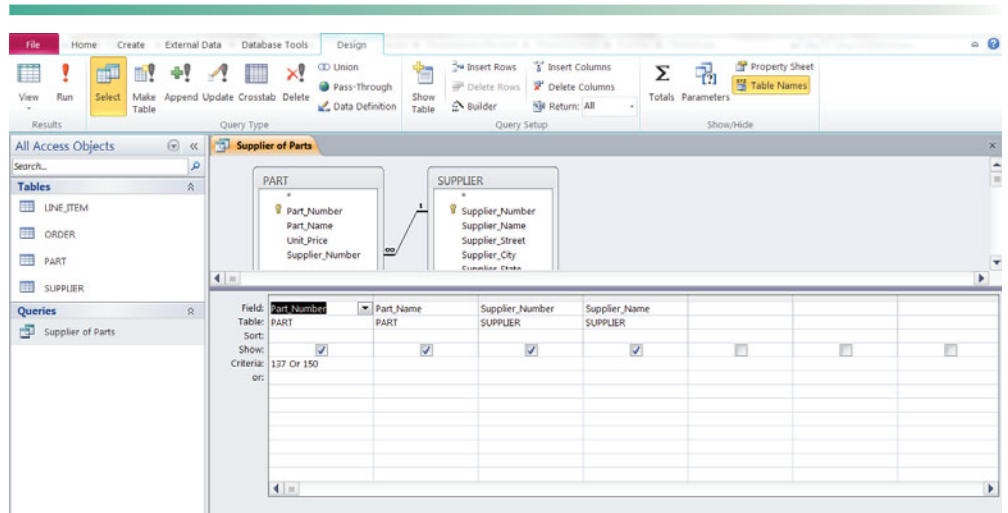 File Home Create External Data Database Tools Design
View Run Select Make Table Append Update Crosstab Delete
Union
Pass-Through
Data Definition
Show Table
Insert Rows
Delete Rows
Builder
Insert Columns
Delete Columns
Return: All
Totals Parameters
Property Sheet
Table Names
Results Query Type Query Setup Show/Hide
All Access Objects
Search...
Tables
LINE_ITEM
ORDER
PART
SUPPLIER
Queries
Supplier of Parts
Supplier of Parts
PART
*
Part_Number
Part_Name
Unit_Price
Supplier_Number
∞
1
SUPPLIER
*
Supplier_Number
Supplier_Name
Supplier_Street
Supplier_City
Supplier_State
Field: Part_Number Part_Name Supplier_Number Supplier_Name
Table: PART PART SUPPLIER SUPPLIER
Sort:
Show:
Criteria: 137 Or 150
or: